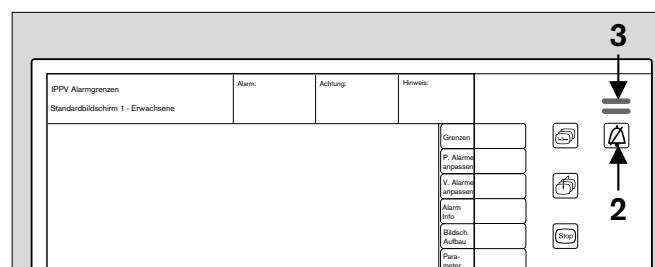 3
IPPV Alarmgrenzen
Alarm:
Achtung:
Hinweis:
Standardbildschirm 1 - Erwachsene
Grenzen
P. Alarme
anpassen
V. Alarme
anpassen
2
Alarm
Info
Bildsch.
Aufbau
Stop
Para-
meter